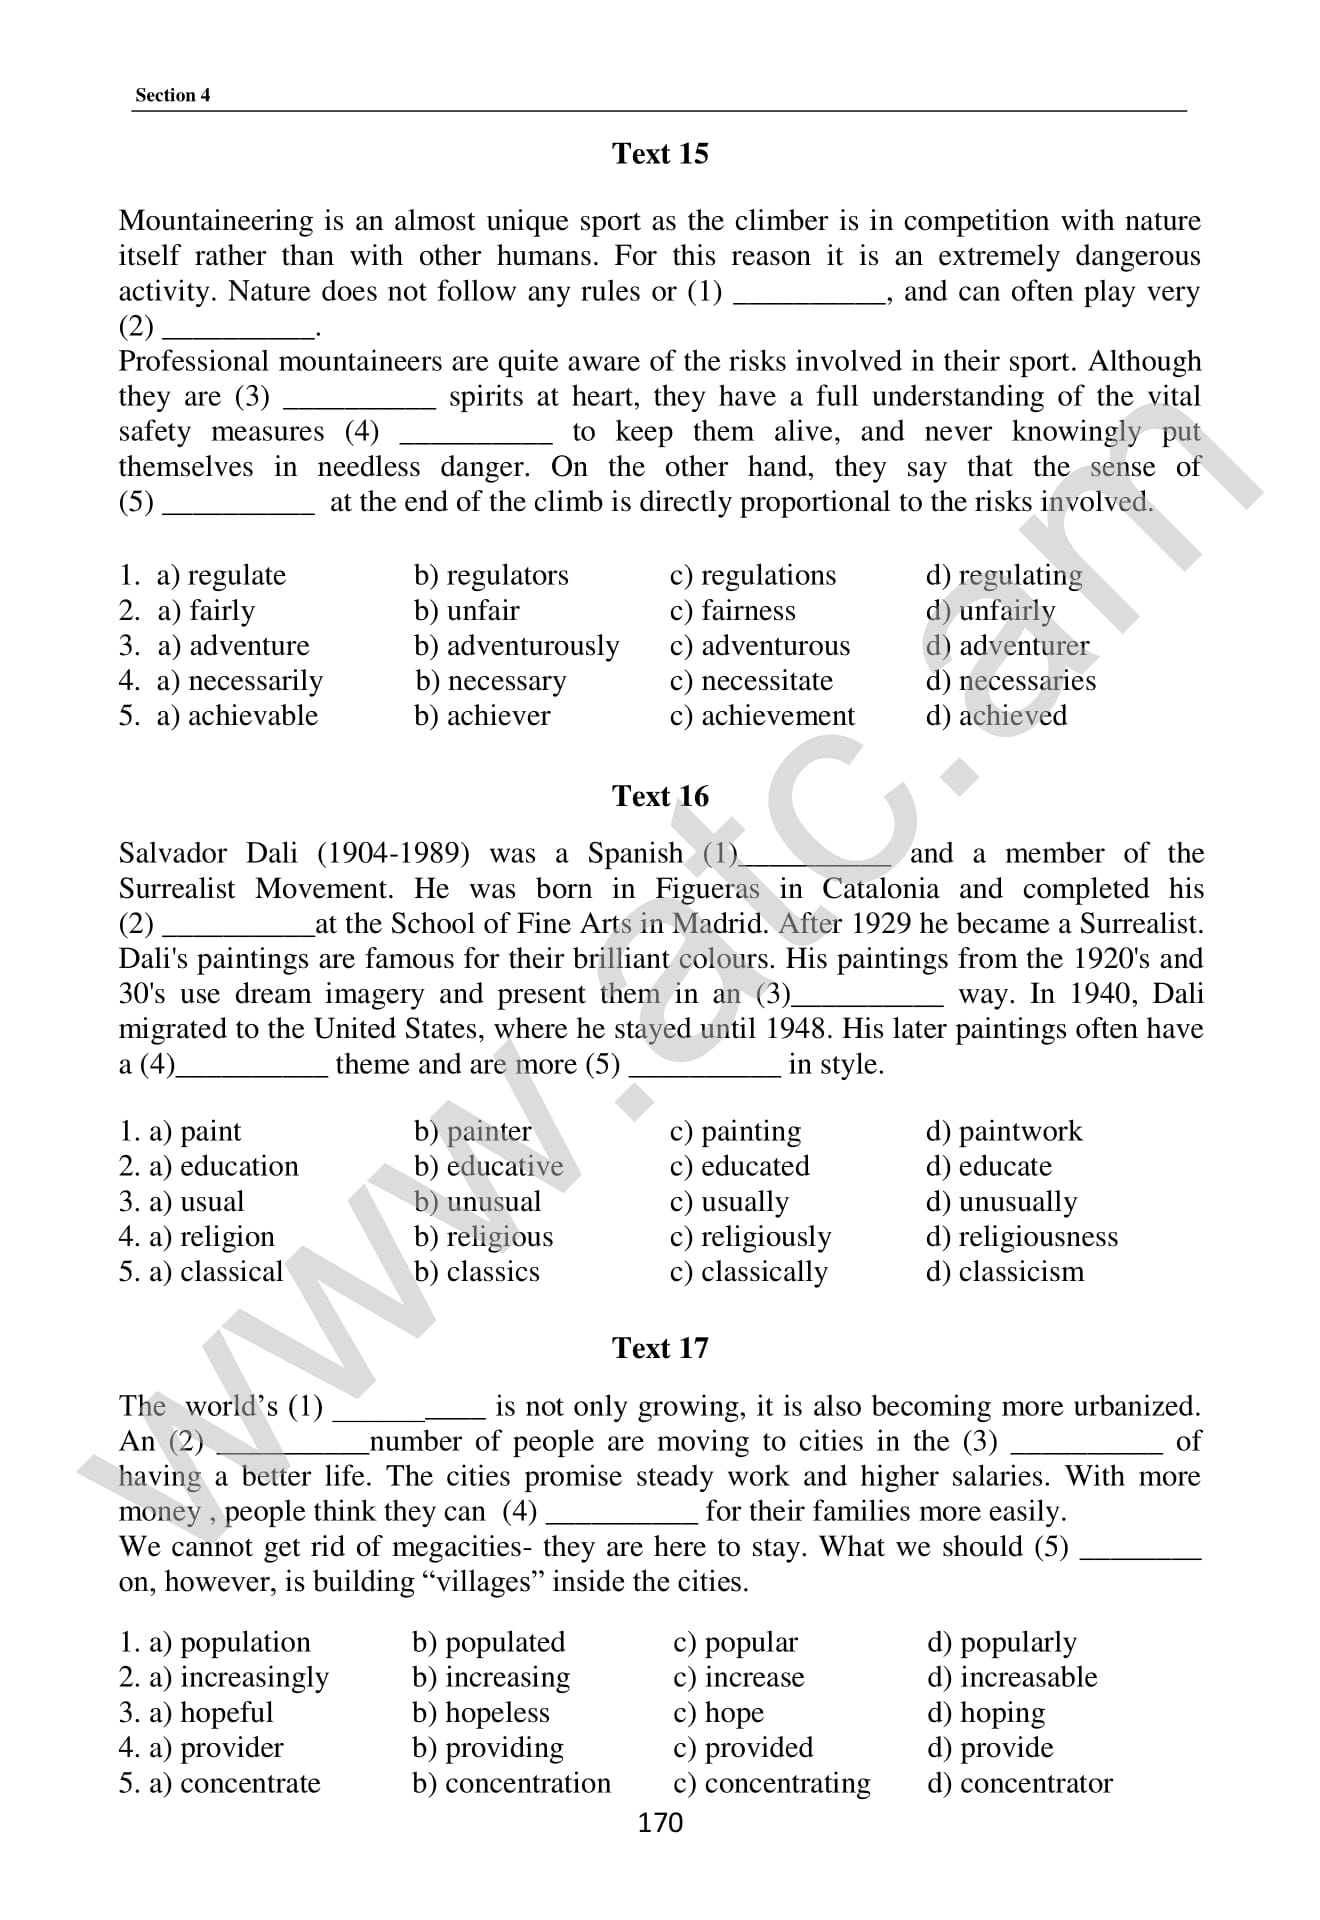 Section 4
Text 15
Mountaineering is an almost unique sport as the climber is in competition with nature
itself rather than with other humans. For this reason it is an extremely dangerous
activity. Nature does not follow any rules or (1) __________, and can often play very
(2) __________.
Professional mountaineers are quite aware of the risks involved in their sport. Although
they are (3) __________ spirits at heart, they have a full understanding of the vital
safety measures (4) __________ to keep them alive, and never knowingly put
themselves in needless danger. On the other hand, they say that the sense of
(5) __________ at the end of the climb is directly proportional to the risks involved.
1. a) regulate b) regulators c) regulations d) regulating
2. a) fairly b) unfair c) fairness d) unfairly
3. a) adventure b) adventurously c) adventurous d) adventurer
4. a) necessarily b) necessary c) necessitate d) necessaries
5. a) achievable b) achiever c) achievement d) achieved
Text 16
Salvador Dali (1904-1989) was a Spanish (1)__________ and a member of the
Surrealist Movement. He was born in Figueras in Catalonia and completed his
(2) __________at the School of Fine Arts in Madrid. After 1929 he became a Surrealist.
Dali's paintings are famous for their brilliant colours. His paintings from the 1920's and
30's use dream imagery and present them in an (3)__________ way. In 1940, Dali
migrated to the United States, where he stayed until 1948. His later paintings often have
a (4)__________ theme and are more (5) __________ in style.
1. a) paint b) painter c) painting d) paintwork
2. a) education b) educative c) educated d) educate
3. a) usual b) unusual c) usually d) unusually
4. a) religion b) religious c) religiously d) religiousness
5. a) classical b) classics c) classically d) classicism
Text 17
The world’s (1) __________ is not only growing, it is also becoming more urbanized.
An (2) __________number of people are moving to cities in the (3) __________ of
having a better life. The cities promise steady work and higher salaries. With more
money , people think they can (4) __________ for their families more easily.
We cannot get rid of megacities- they are here to stay. What we should (5) ________
on, however, is building “villages” inside the cities.
1. a) population b) populated c) popular d) popularly
2. a) increasingly b) increasing c) increase d) increasable
3. a) hopeful b) hopeless c) hope d) hoping
4. a) provider b) providing c) provided d) provide
5. a) concentrate b) concentration c) concentrating d) concentrator
170
www.atc.am